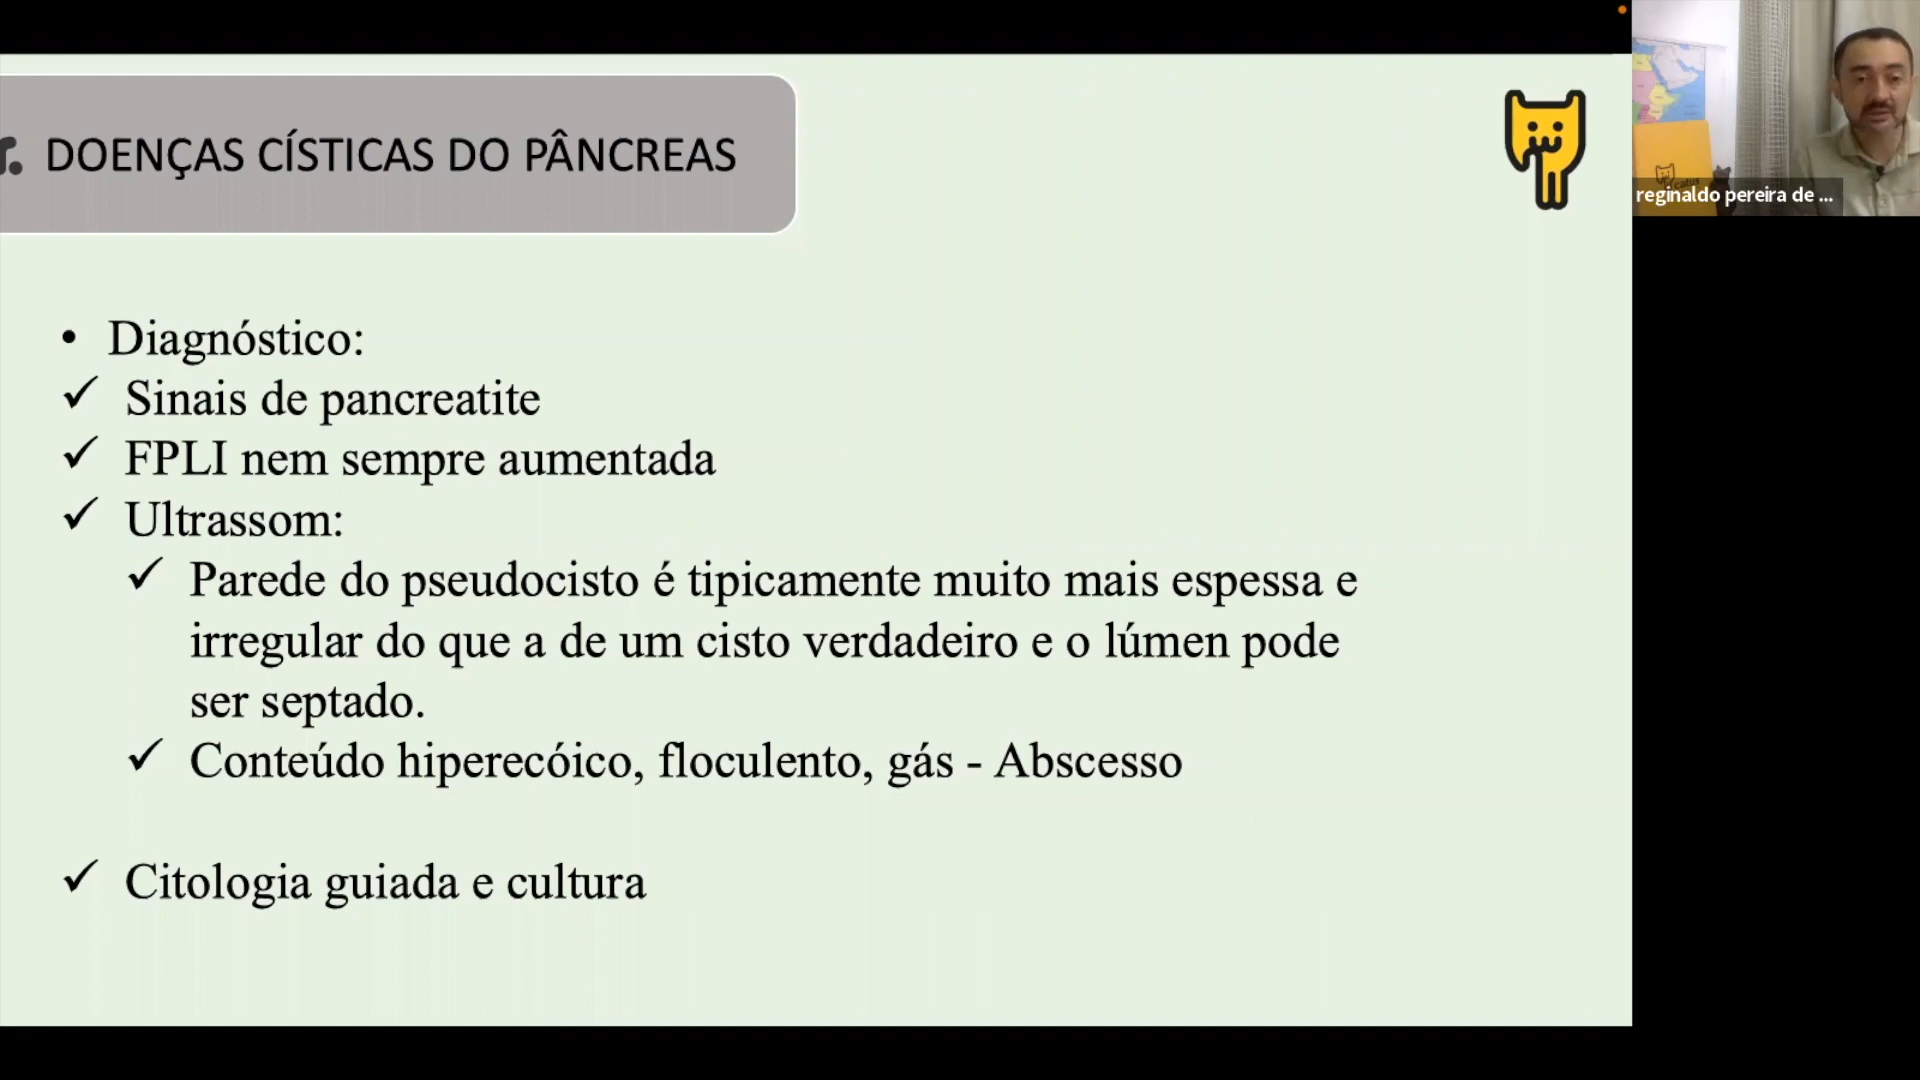 r. DOENÇAS CÍSTICAS DO PÂNCREAS
reginaldo pereira de ...
• Diagnóstico:
✓ Sinais de pancreatite
✓ FPLI nem sempre aumentada
✓ Ultrassom:
✓ Parede do pseudocisto é tipicamente muito mais espessa e
irregular do que a de um cisto verdadeiro e o lúmen pode
ser septado.
✓ Conteúdo hiperecóico, floculento, gás - Abscesso
✓ Citologia guiada e cultura